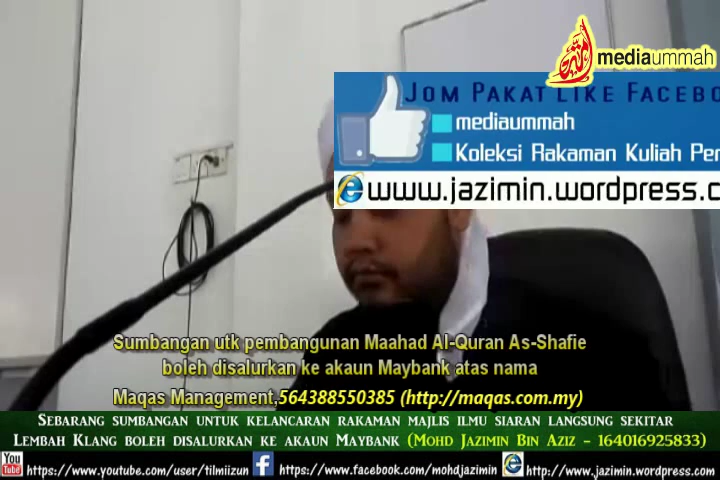 mediaummah
Jom Pakat Like Facebo
mediaummah
Koleksi Rakaman Kuliah Per
www.jazimin.wordpress.c
Sumbangan utk pembangunan Maahad Al-Quran As-Shafie
boleh disalurkan ke akaun Maybank atas nama
Maqas Management,564388550385 (http://maqas.com.my)
Sebarang sumbangan untuk kelancaran rakaman majlis ilmu siaran langsung sekitar
Lembah Klang boleh disalurkan ke akaun Maybank (Mohd Jazimin Bin Aziz - 164016925833)
You Tube https://www.youtube.com/user/tilmiizun f https://www.facebook.com/mohdjazimin http://www.jazimin.wordpress.com